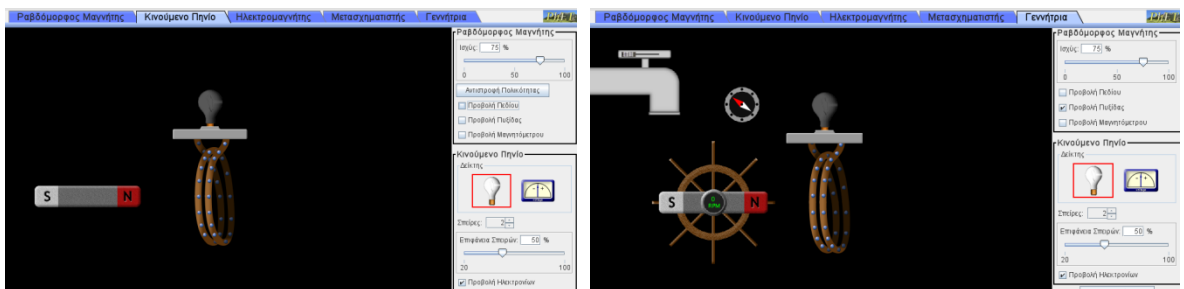 Ραβδόμορφος Μαγνήτης Κινούμενο Πηνίο Ηλεκτρομαγνήτης Μετασχηματιστής Γεννήτρια
Ραβδόμορφος Μαγνήτης
Ισχύς: 75 %
0 50 100
Αντιστροφή Πολικότητας
Προβολή Πεδίου
Προβολή Πυξίδας
Προβολή Μαγνητόμετρου
Κινούμενο Πηνίο
Δείκτης
Σπείρες: 2
Επιφάνεια Σπειρών: 50 %
20 100
Προβολή Ηλεκτρονίων
S N
Ραβδόμορφος Μαγνήτης Κινούμενο Πηνίο Ηλεκτρομαγνήτης Μετασχηματιστής Γεννήτρια
Ραβδόμορφος Μαγνήτης
Ισχύς: 75 %
0 50 100
Προβολή Πεδίου
Προβολή Πυξίδας
Προβολή Μαγνητόμετρου
Κινούμενο Πηνίο
Δείκτης
Σπείρες: 2
Επιφάνεια Σπειρών: 50 %
20 100
Προβολή Ηλεκτρονίων
S 0 N
RPM